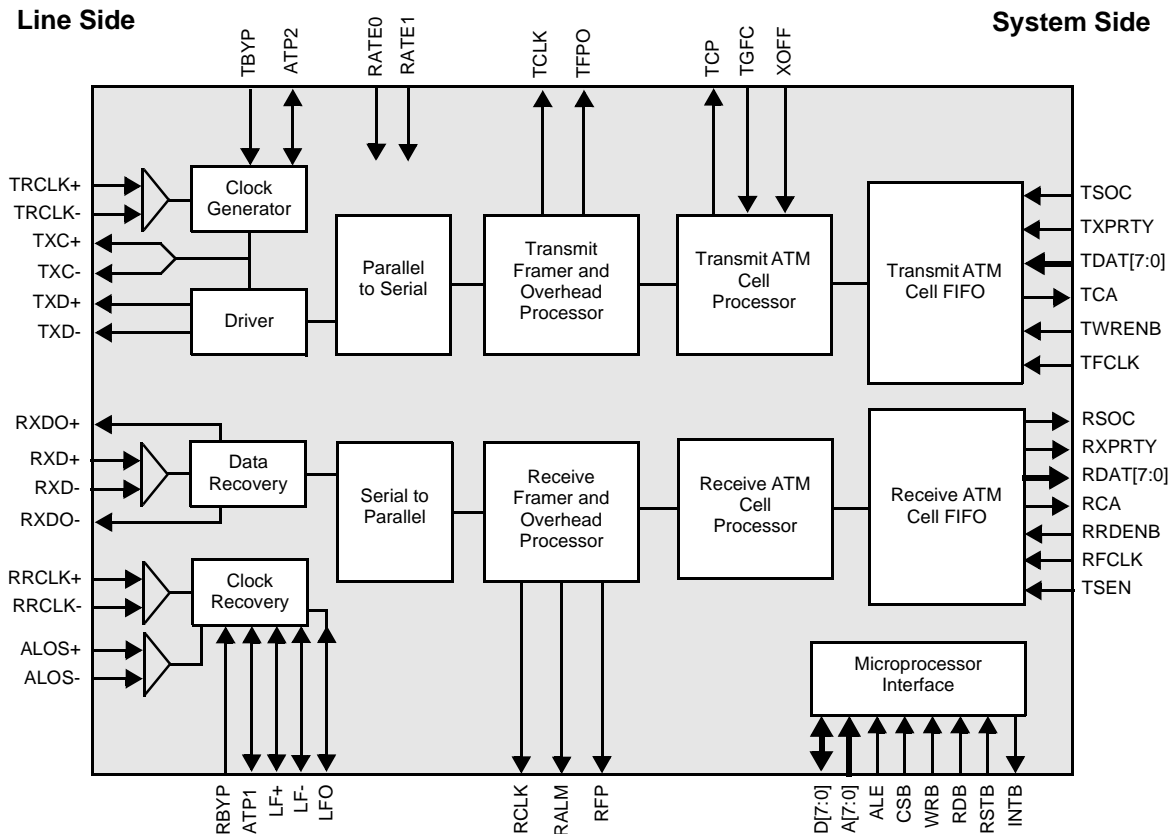 Line Side
System Side
TBYP
ATP2
RATE0
RATE1
TCLK
TFPO
TCP
TGFC
XOFF
TRCLK+
TRCLK-
TXC+
TXC-
TXD+
TXD-
Clock
Generator
Driver
Parallel
to Serial
Transmit
Framer and
Overhead
Processor
Transmit ATM
Cell
Processor
Transmit ATM
Cell FIFO
TSOC
TXPRTY
TDAT[7:0]
TCA
TWRENB
TFCLK
RXDO+
RXD+
RXD-
RXDO-
RRCLK+
RRCLK-
ALOS+
ALOS-
Data
Recovery
Clock
Recovery
Serial to
Parallel
Receive
Framer and
Overhead
Processor
Receive ATM
Cell
Processor
Receive ATM
Cell FIFO
RSOC
RXPRTY
RDAT[7:0]
RCA
RRDENB
RFCLK
TSEN
Microprocessor
Interface
RBYP
ATP1
LF+
LF-
LFO
RCLK
RALM
RFP
D[7:0]
A[7:0]
ALE
CSB
WRB
RDB
RSTB
INTB